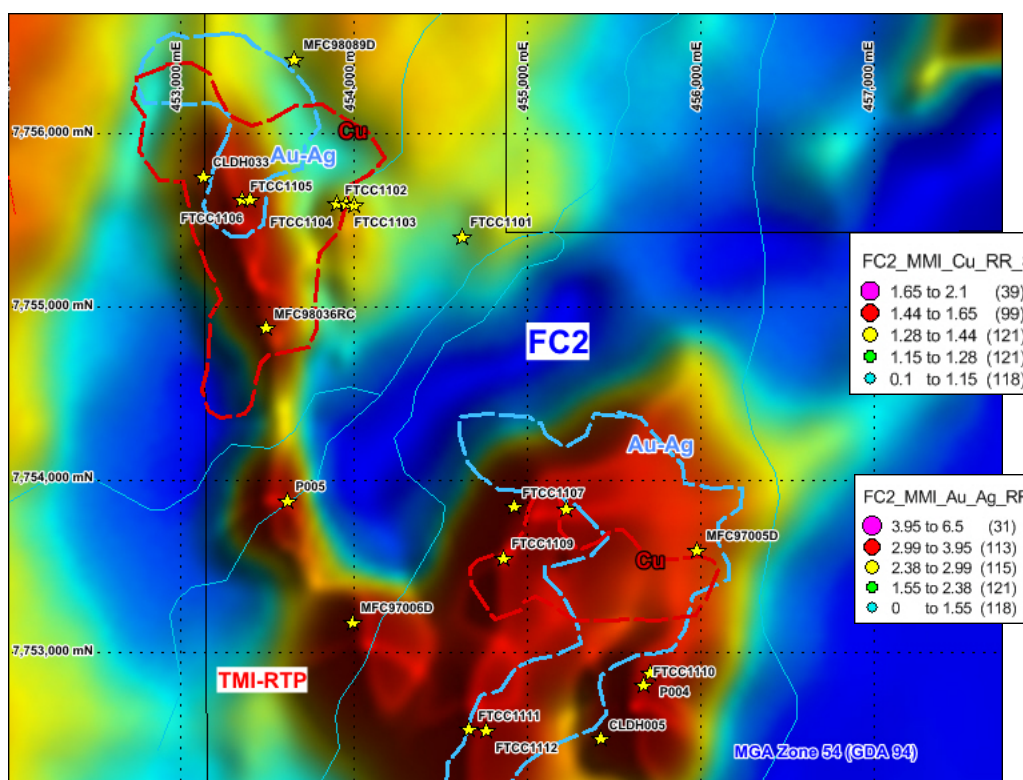 MFC98089D
453,000 mE
454,000 mE
455,000 mE
456,000 mE
457,000 mE
7,756,000 mN
Cu
Au-Ag
CLDH033
FTCC1105
FTCC1102
FTCC1106
FTCC1104
FTCC1103
FTCC1101
FC2_MMI_Cu_RR_
1.65 to 2.1 (39)
1.44 to 1.65 (99)
1.28 to 1.44 (121)
1.15 to 1.28 (121)
0.1 to 1.15 (118)
7,755,000 mN
MFC98036RC
FC2
Au-Ag
7,754,000 mN
P005
FTCC1107
FC2_MMI_Au_Ag_RR
3.95 to 6.5 (31)
2.99 to 3.95 (113)
2.38 to 2.99 (115)
1.55 to 2.38 (121)
0 to 1.55 (118)
FTCC1109
MFC97005D
Cu
MFC97006D
7,753,000 mN
TMI-RTP
FTCC1110
P004
FTCC1111
CLDH005
FTCC1112
MGA Zone 54 (GDA 94)